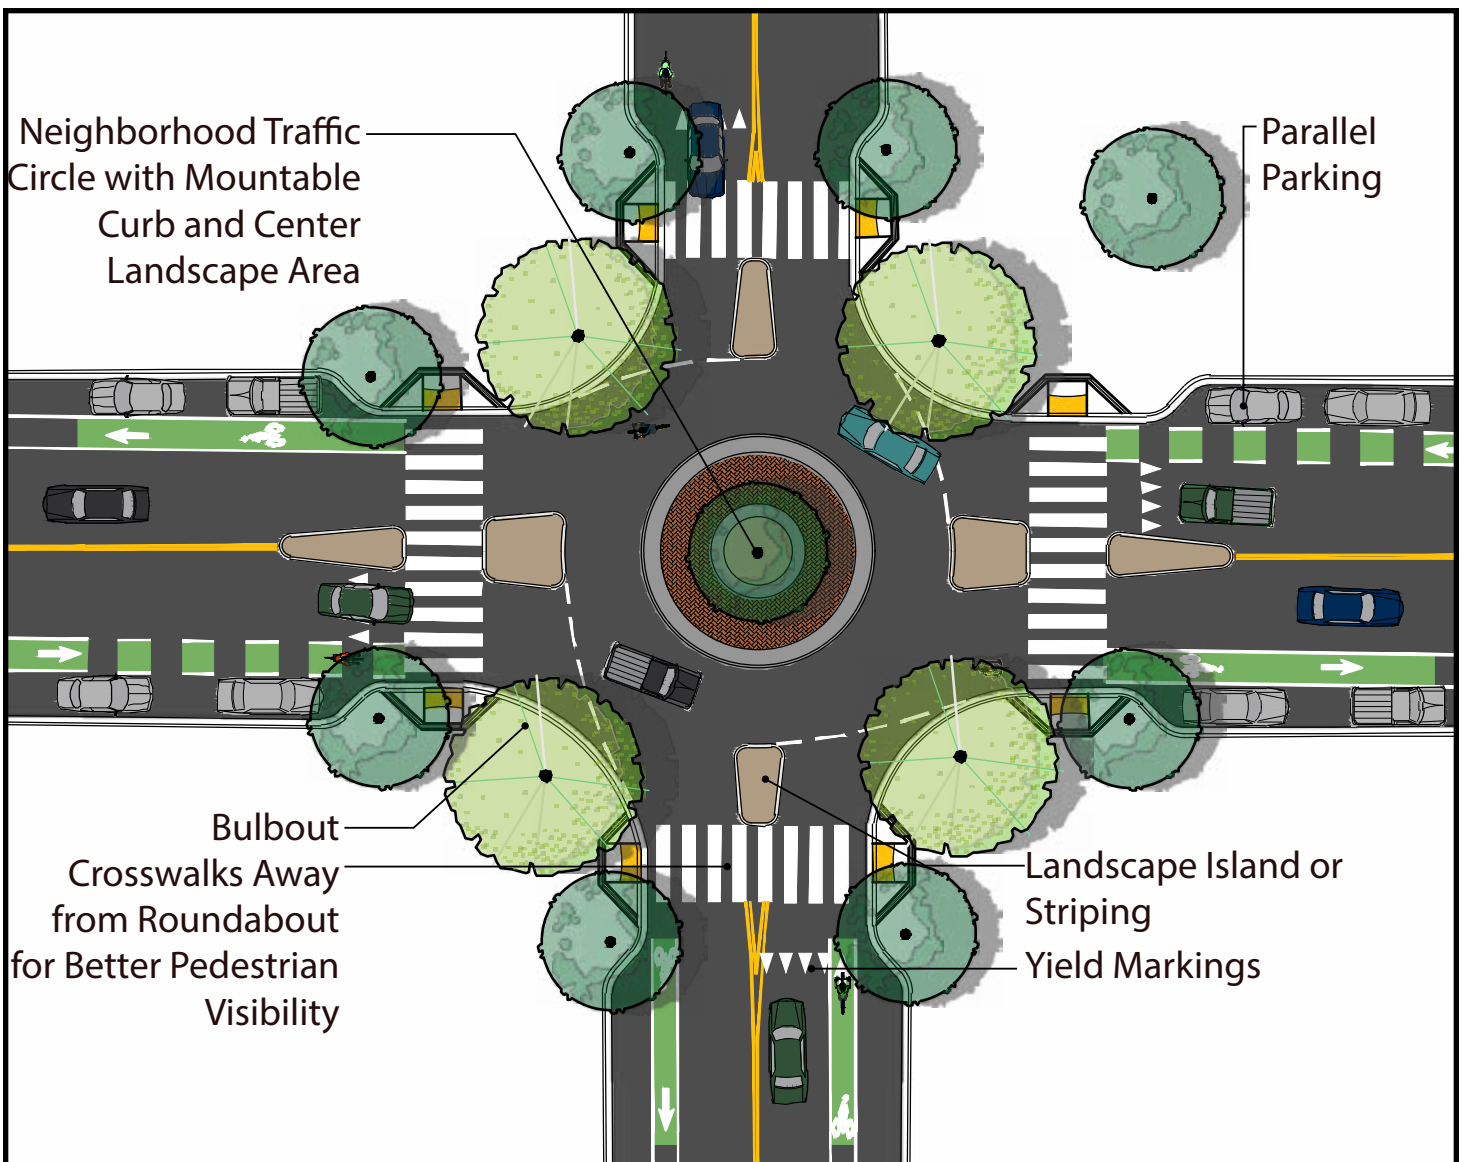 Neighborhood Traffic
Circle with Mountable
Curb and Center
Landscape Area
Parallel
Parking
Bulbout
Crosswalks Away
from Roundabout
for Better Pedestrian
Visibility
Landscape Island or
Striping
Yield Markings